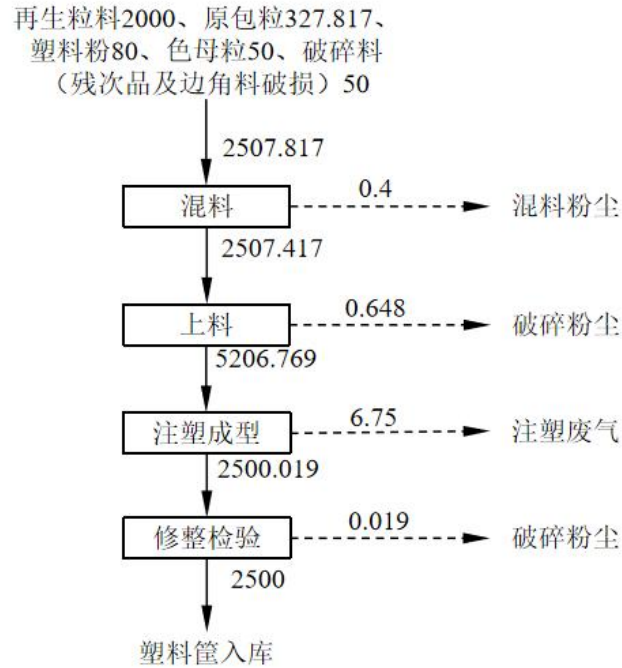 再生粒料2000、原包粒327.817、
塑料粉80、色母粒50、破碎料
（残次品及边角料破损）50
2507.817
混料
0.4
混料粉尘
2507.417
上料
0.648
破碎粉尘
5206.769
注塑成型
6.75
注塑废气
2500.019
修整检验
0.019
破碎粉尘
2500
塑料筐入库